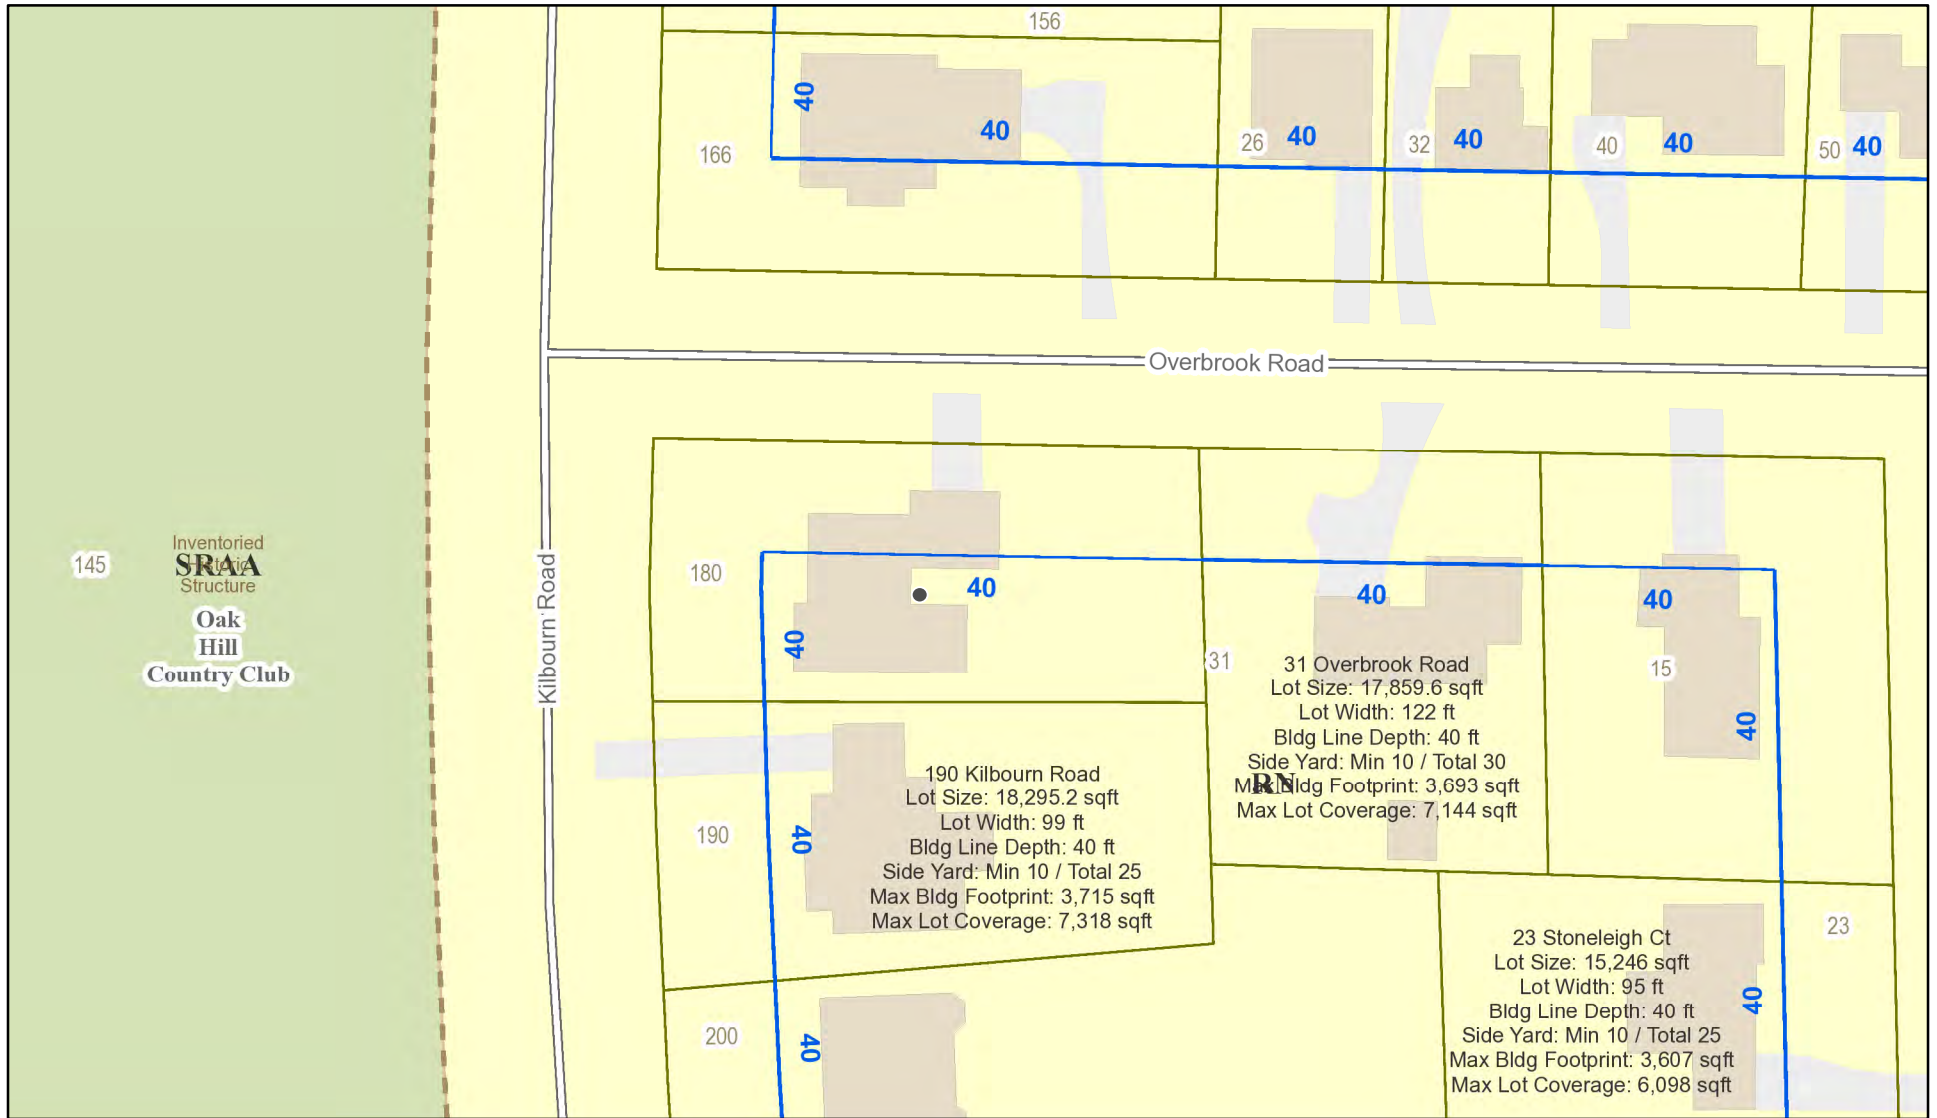 156
40
40
166
26
40
32
40
40
40
50
40
Overbrook Road
145
Inventoried
Historic
Structure
SRAA
Oak
Hill
Country Club
Kilbourn Road
180
40
40
40
31
31 Overbrook Road
Lot Size: 17,859.6 sqft
Lot Width: 122 ft
Bldg Line Depth: 40 ft
Side Yard: Min 10 / Total 30
Max Bldg Footprint: 3,693 sqft
Max Lot Coverage: 7,144 sqft
RN
40
15
40
190
40
190 Kilbourn Road
Lot Size: 18,295.2 sqft
Lot Width: 99 ft
Bldg Line Depth: 40 ft
Side Yard: Min 10 / Total 25
Max Bldg Footprint: 3,715 sqft
Max Lot Coverage: 7,318 sqft
23
23 Stoneleigh Ct
Lot Size: 15,246 sqft
Lot Width: 95 ft
Bldg Line Depth: 40 ft
Side Yard: Min 10 / Total 25
Max Bldg Footprint: 3,607 sqft
Max Lot Coverage: 6,098 sqft
40
200
40